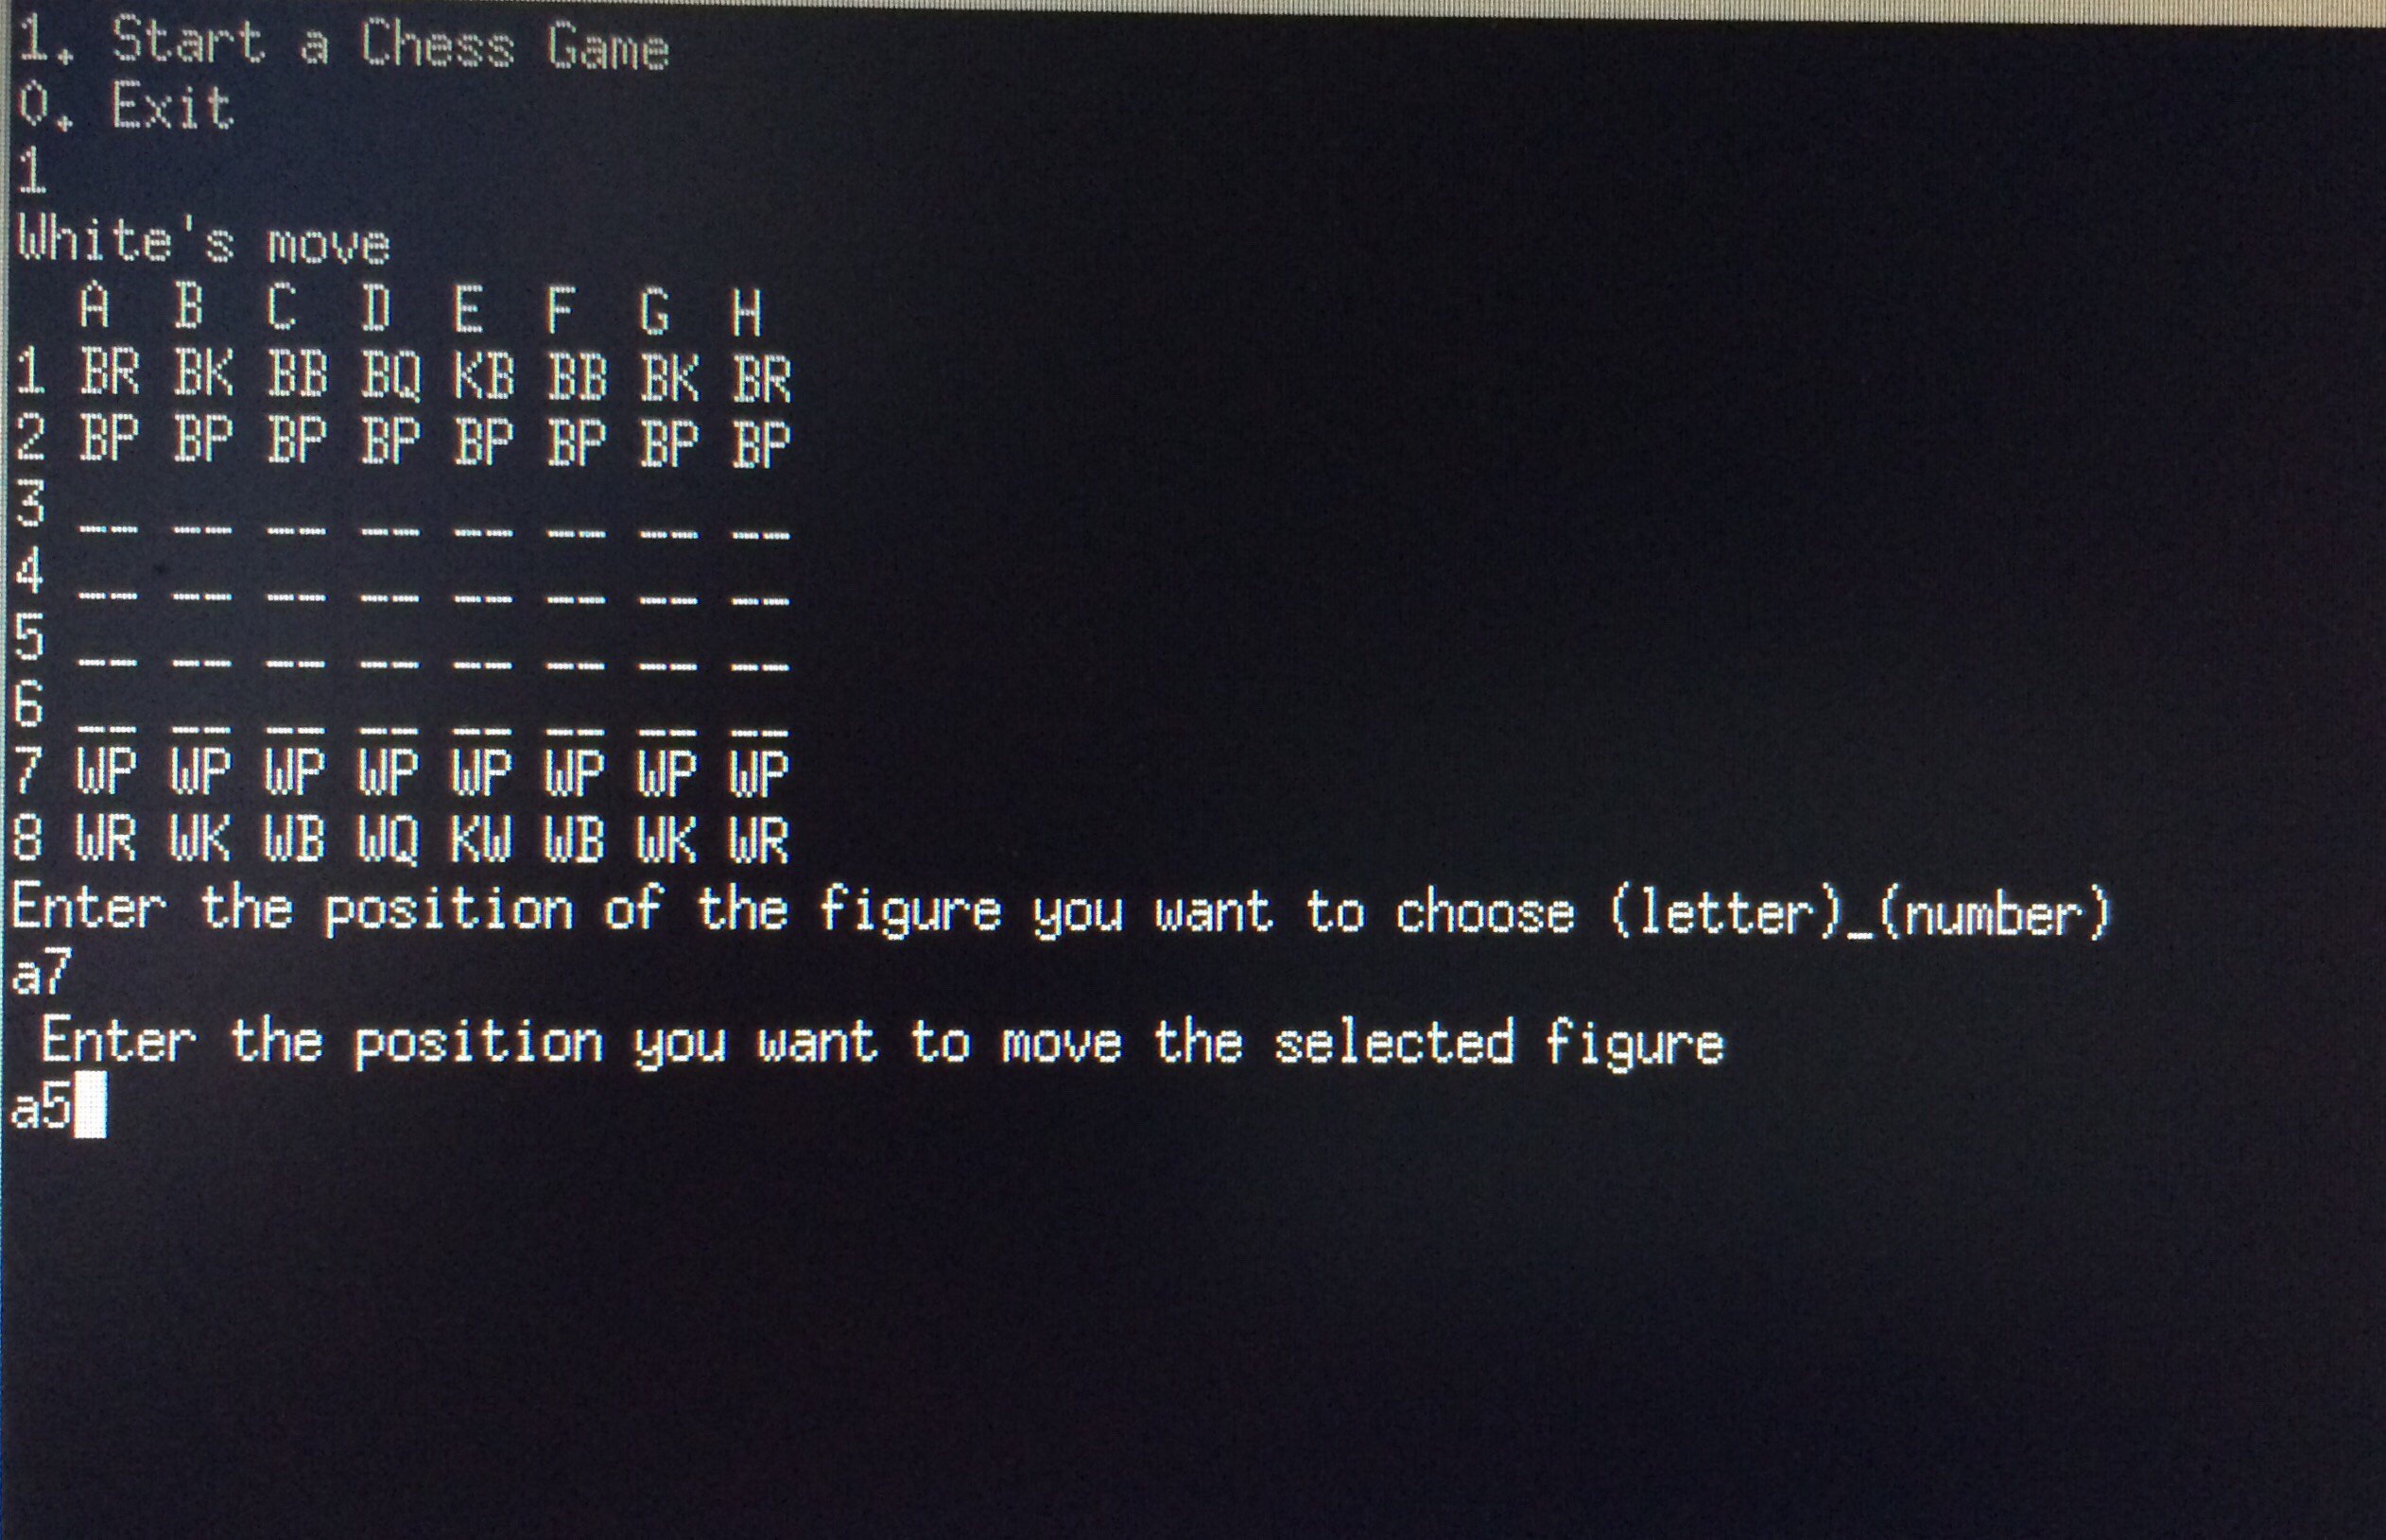 1. Start a Chess Game
0. Exit
1
White's move
  A  B  C  D  E  F  G  H
1 BR BK BB BQ KB BB BK BR
2 BP BP BP BP BP BP BP BP
3 __ __ __ __ __ __ __ __
4 __ __ __ __ __ __ __ __
5 __ __ __ __ __ __ __ __
6 __ __ __ __ __ __ __ __
7 WP WP WP WP WP WP WP WP
8 WR WK WB WQ KW WB WK WR
Enter the position of the figure you want to choose (letter)_(number)
a7
 Enter the position you want to move the selected figure
a5